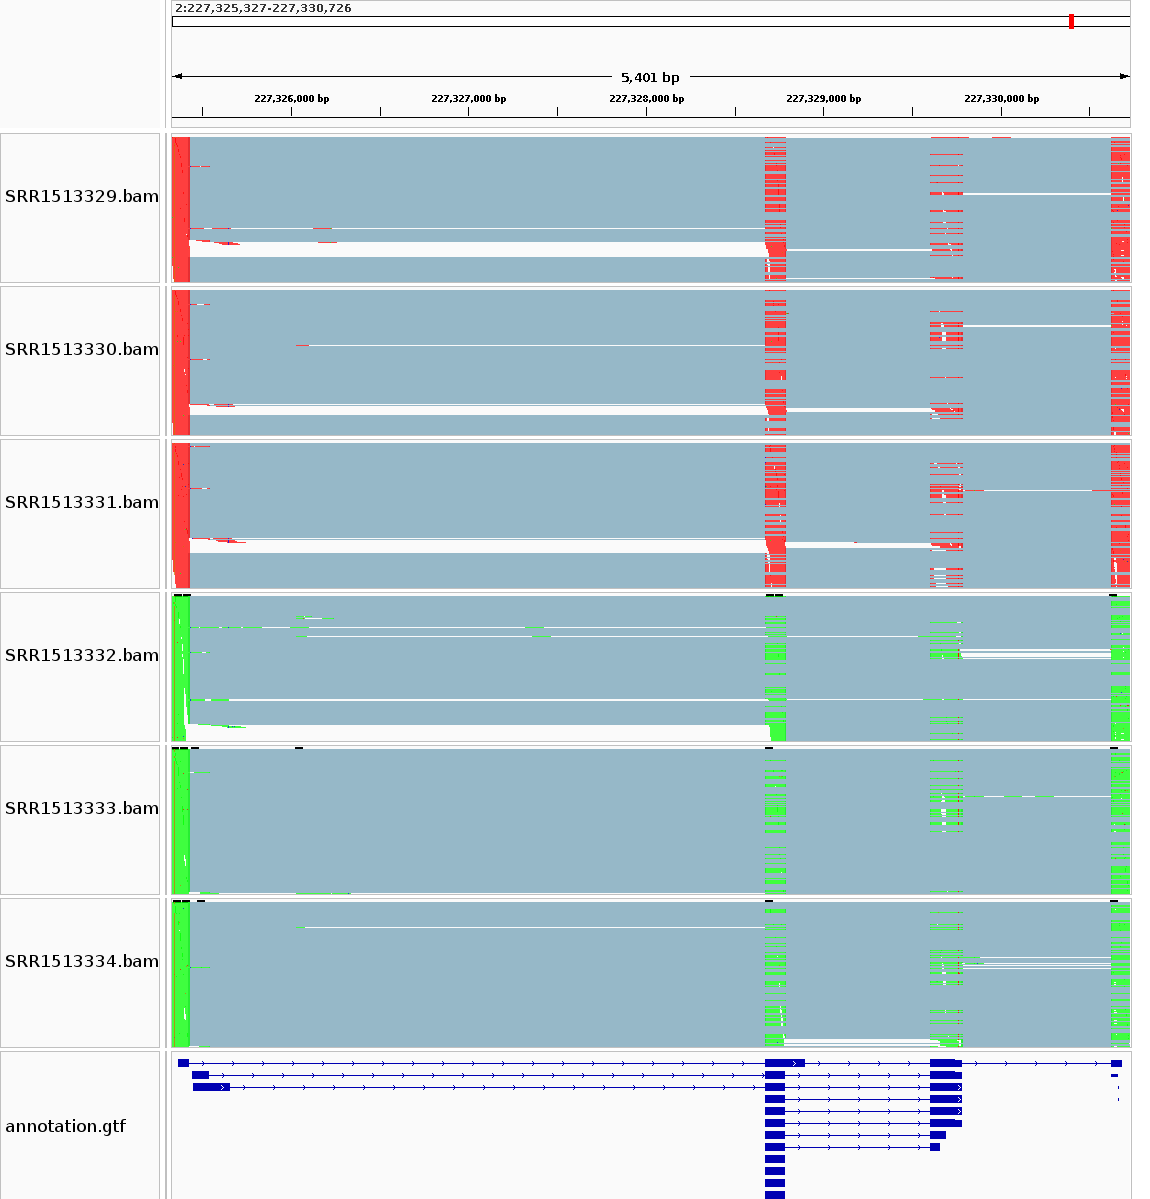 2:227,325,327-227,330,726
5,401 bp
227,326,000 bp 227,327,000 bp 227,328,000 bp 227,329,000 bp 227,330,000 bp
SRR1513329.bam
SRR1513330.bam
SRR1513331.bam
SRR1513332.bam
SRR1513333.bam
SRR1513334.bam
annotation.gtf